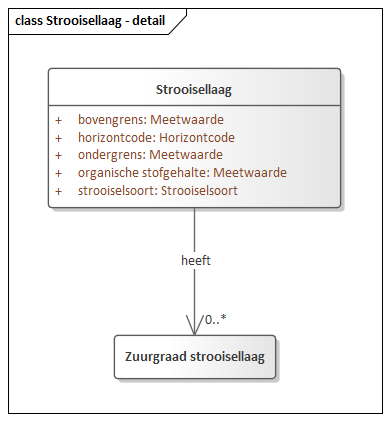 class Strooisellaag - detail
Strooisellaag
+ bovengrens: Meetwaarde
+ horizontcode: Horizontcode
+ ondergrens: Meetwaarde
+ organische stofgehalte: Meetwaarde
+ strooiselsoort: Strooiselsoort
heeft
0..*
Zuurgraad strooisellaag